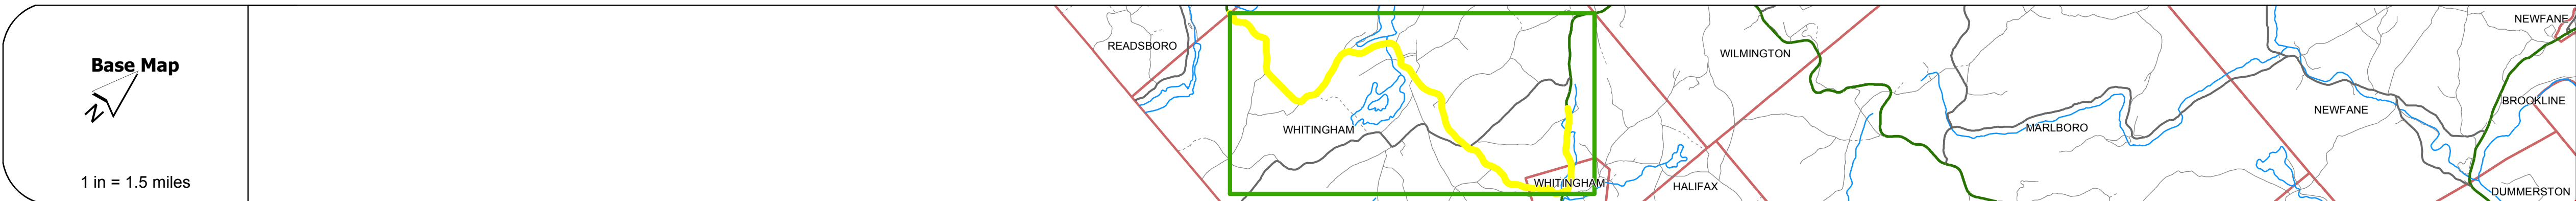 Base Map
N
1 in = 1.5 miles
READSBORO
WHITINGHAM
WHITINGHAM
WILMINGTON
HALIFAX
MARLBORO
NEWFANE
NEWFANE
BROOKLINE
DUMMERSTON